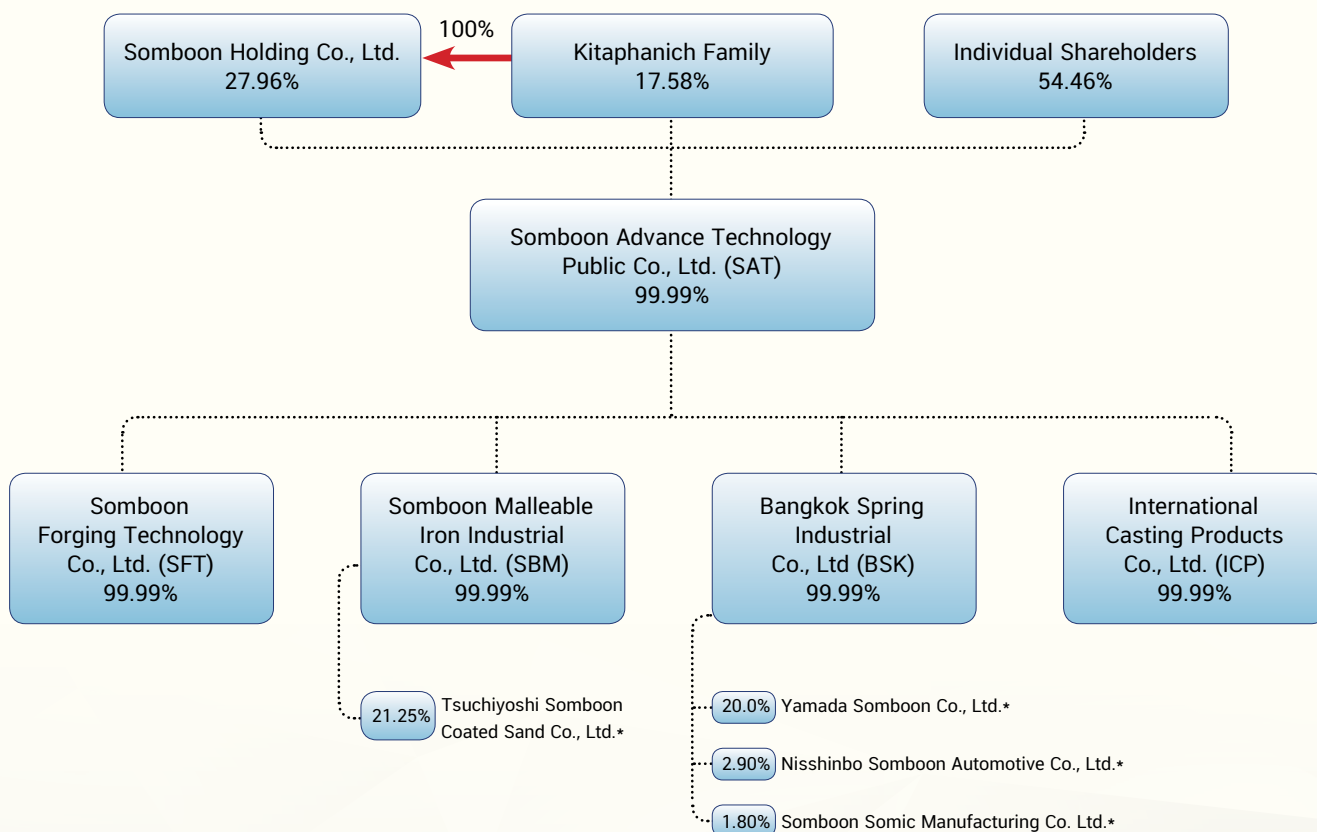 Somboon Holding Co., Ltd.
27.96%
100%
Kitaphanich Family
17.58%
Individual Shareholders
54.46%
Somboon Advance Technology
Public Co., Ltd. (SAT)
99.99%
Somboon
Forging Technology
Co., Ltd. (SFT)
99.99%
Somboon Malleable
Iron Industrial
Co., Ltd. (SBM)
99.99%
Bangkok Spring
Industrial
Co., Ltd (BSK)
99.99%
International
Casting Products
Co., Ltd. (ICP)
99.99%
21.25% Tsuchiyoshi Somboon
Coated Sand Co., Ltd.*
20.0% Yamada Somboon Co., Ltd.*
2.90% Nisshinbo Somboon Automotive Co., Ltd.*
1.80% Somboon Somic Manufacturing Co. Ltd.*